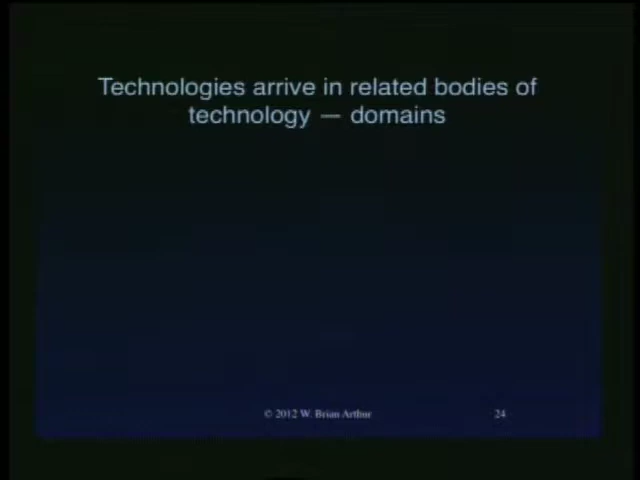 Technologies arrive in related bodies of
technology — domains
© 2012 W. Brian Arthur
24